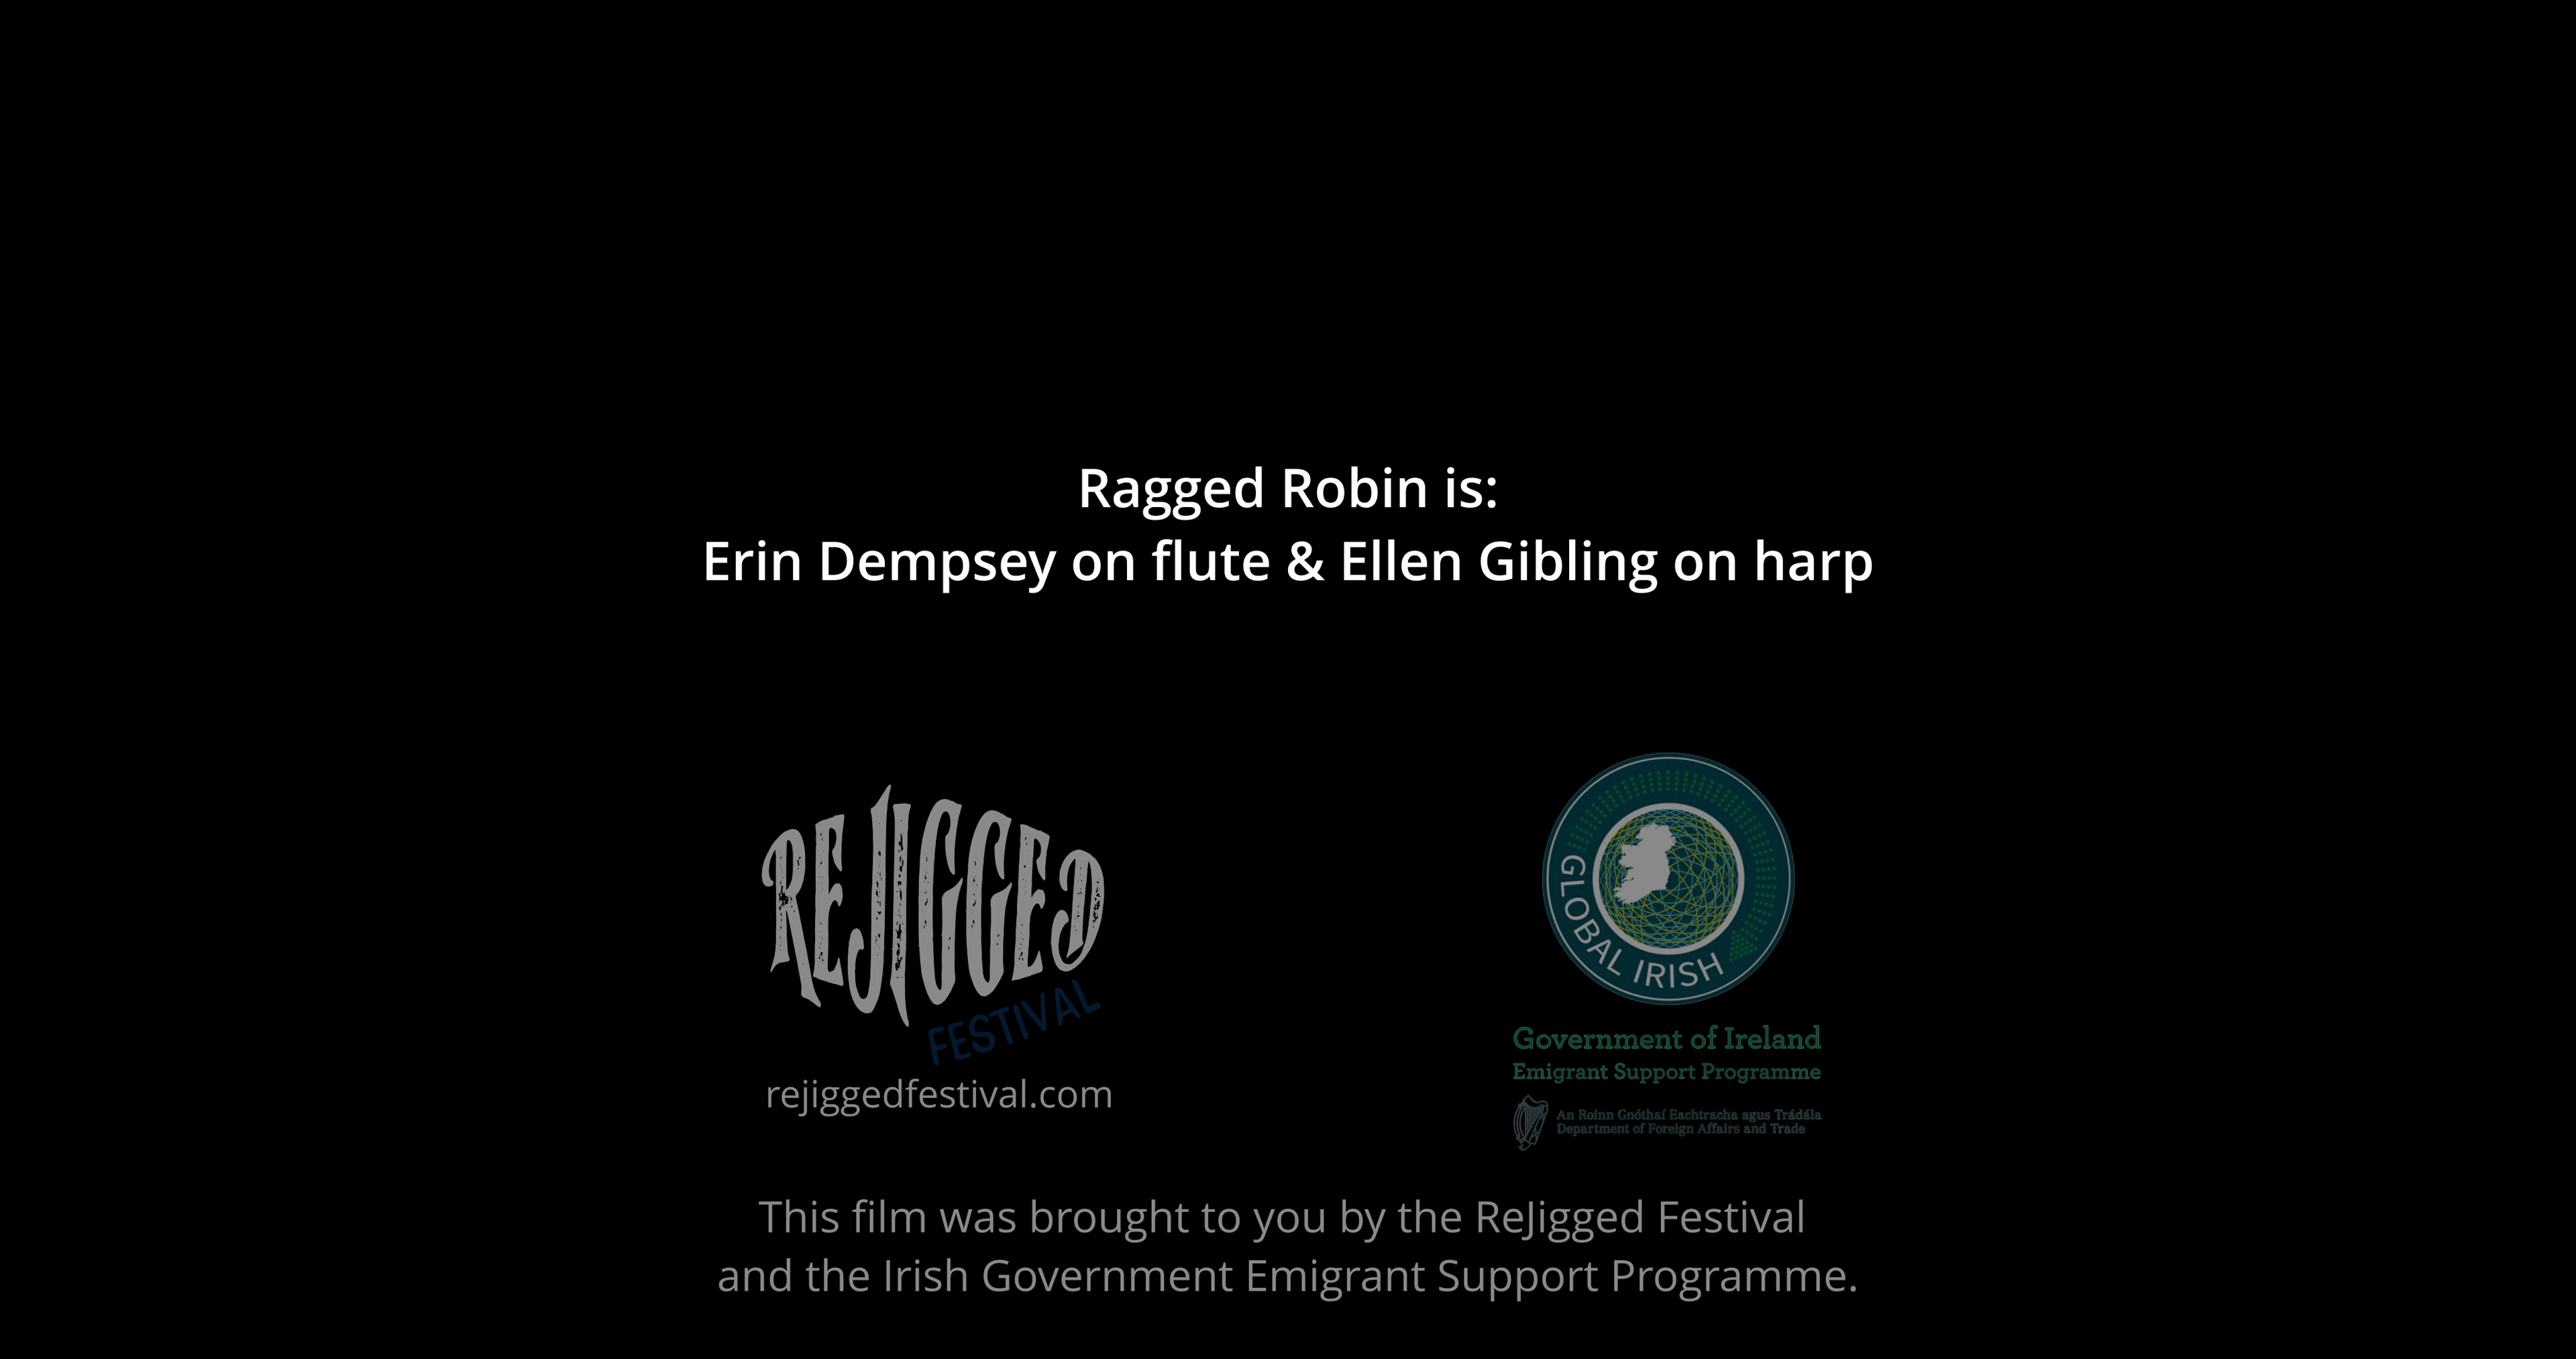 Ragged Robin is:
Erin Dempsey on flute & Ellen Gibling on harp
REJIGGED
FESTIVAL
rejiggedfestival.com
GLOBAL IRISH
Government of Ireland
Emigrant Support Programme
An Roinn Gnóthaí Eachtracha agus Trádála
Department of Foreign Affairs and Trade
This film was brought to you by the ReJigged Festival
and the Irish Government Emigrant Support Programme.